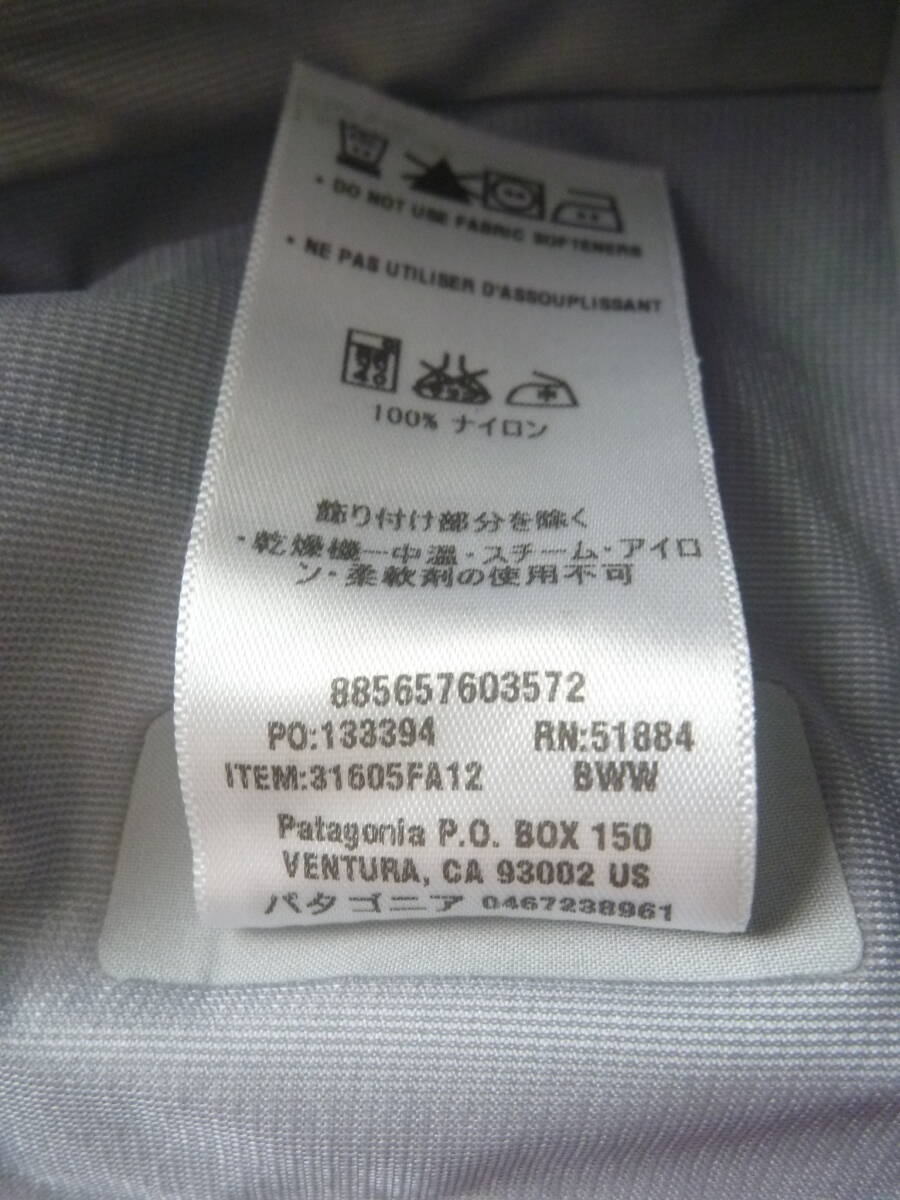 • DO NOT USE FABRIC SOFTENERS
• NE PAS UTILISER D'ASSOUPLISSANT
40
100% ナイロン
飾り付け部分を除く
・乾燥機一中温・スチーム・アイロ
ン・柔軟剤の使用不可
885657603572
PO:133394 RN:51884
ITEM:31605FA12 BWW
Patagonia P.O. BOX 150
VENTURA, CA 93002 US
パタゴニア 0467238961